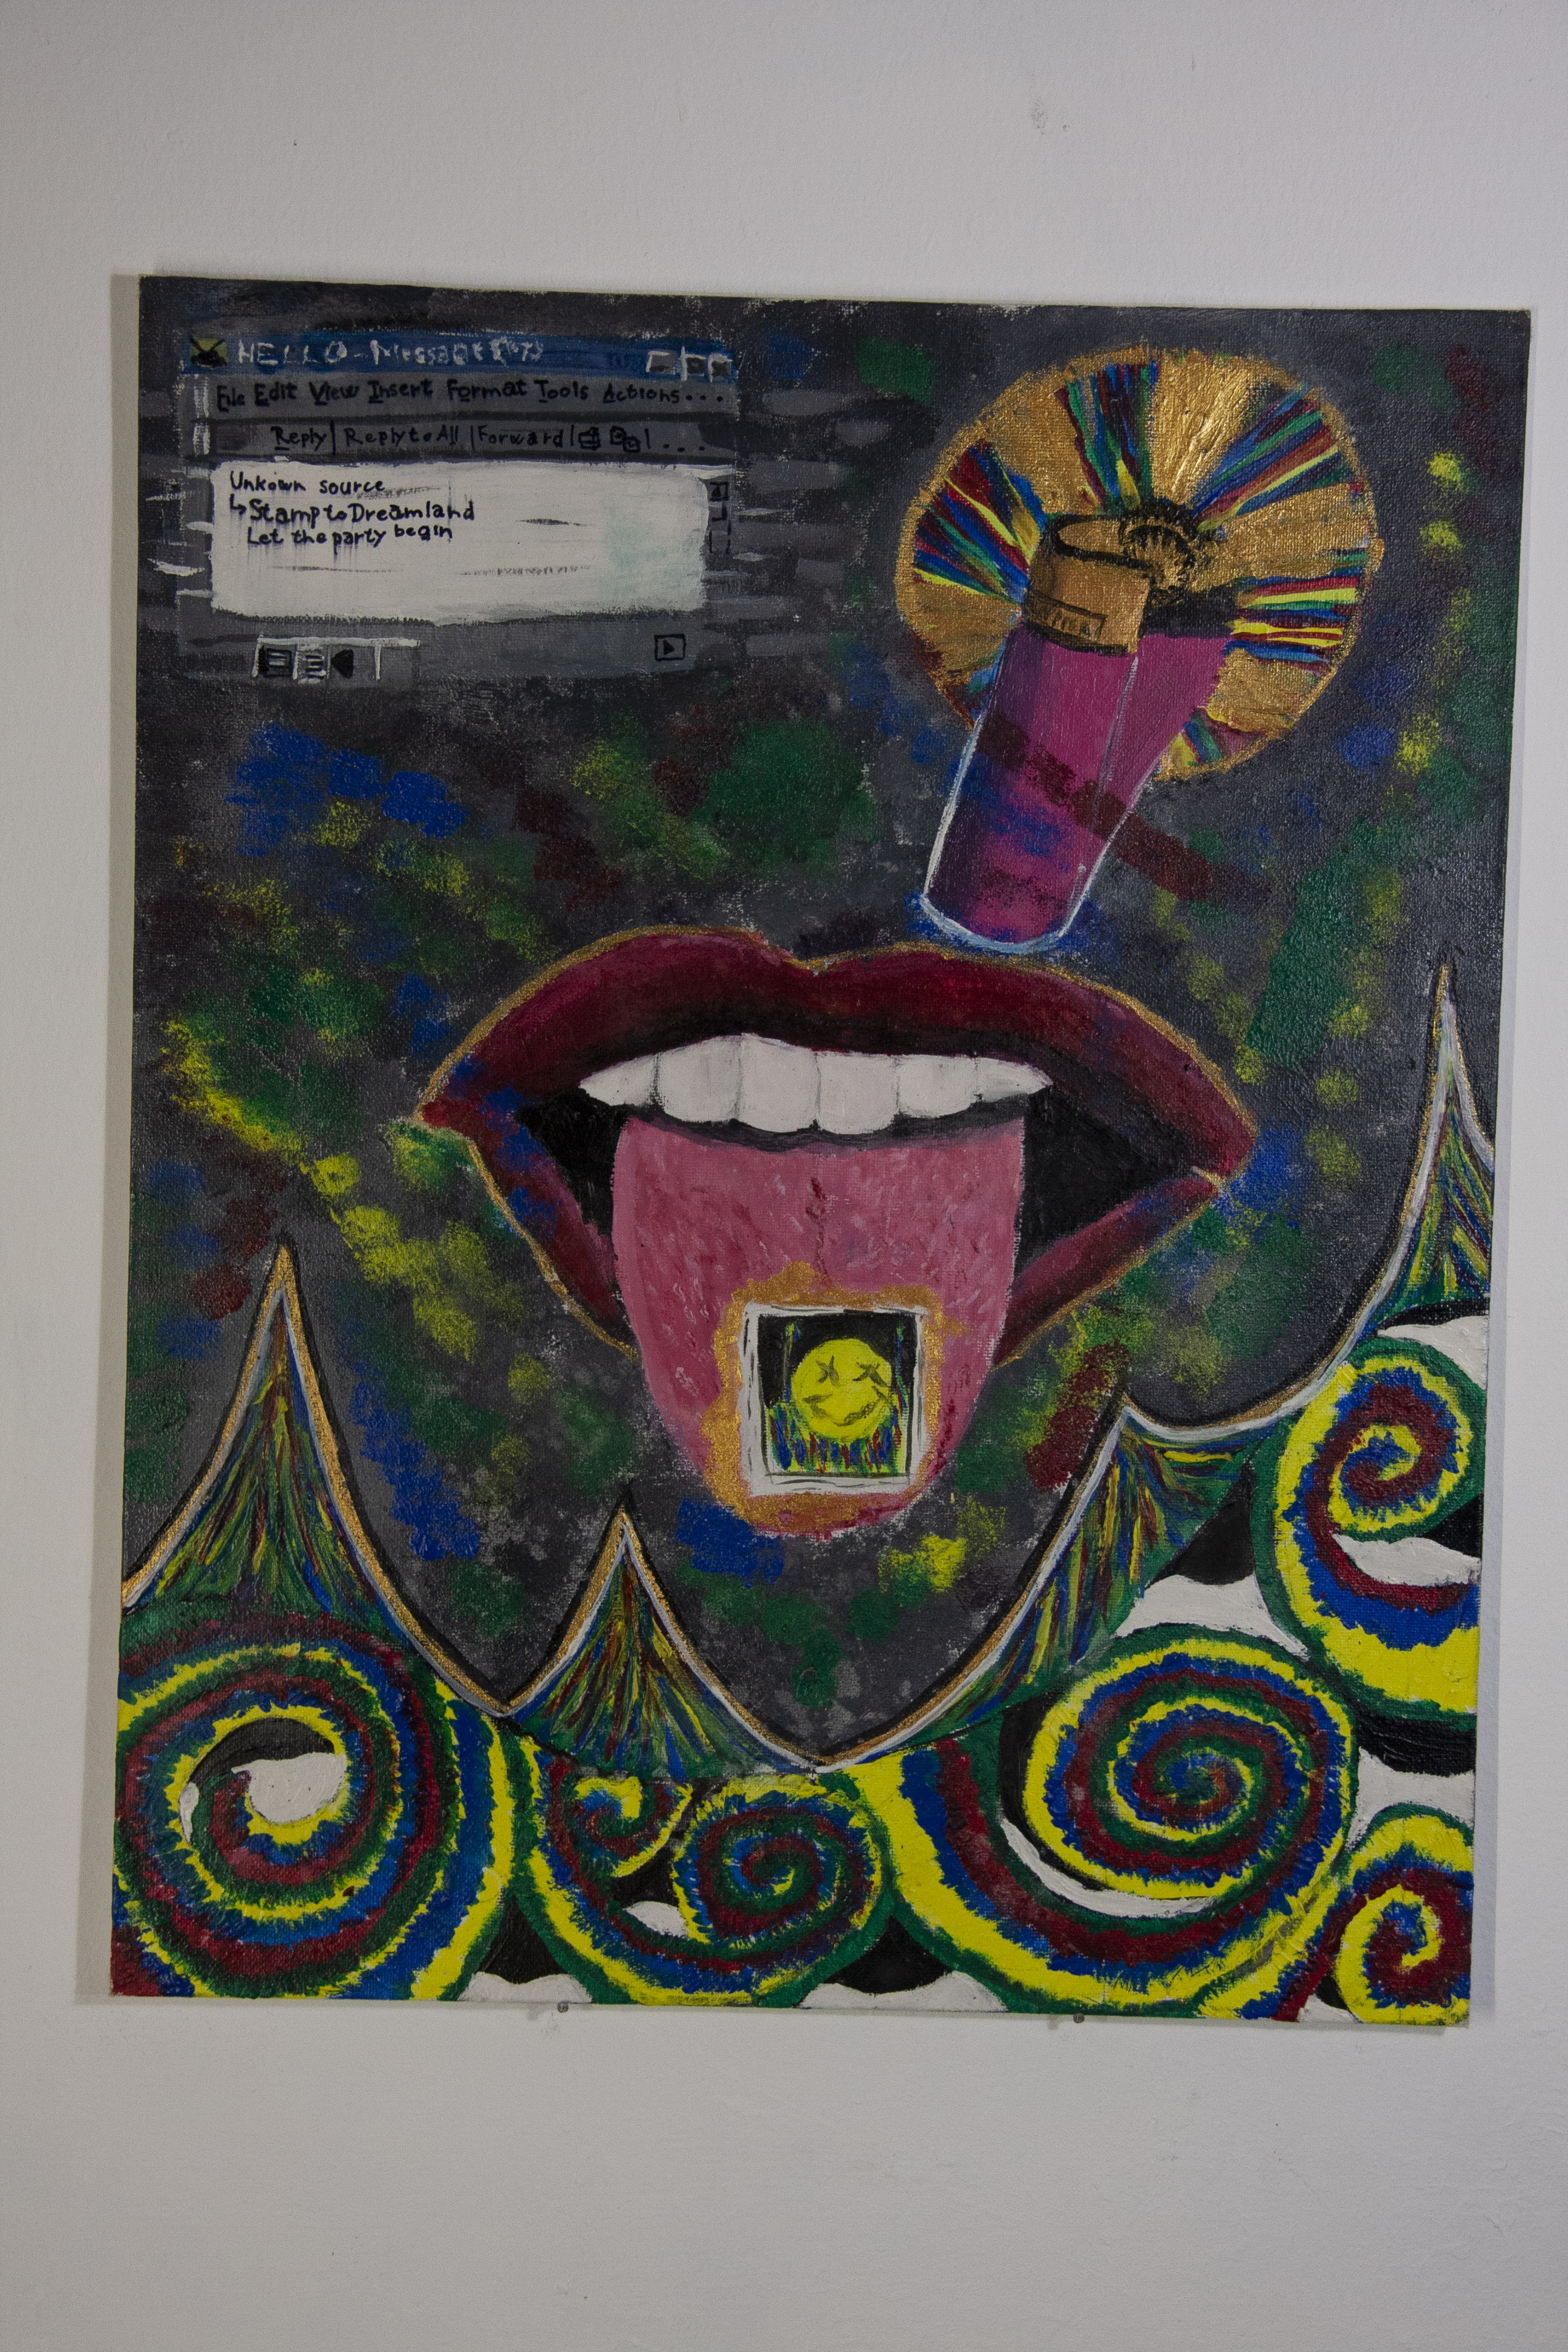 HELLO - Message
File Edit View Insert Format Tools Actions...
Reply | Reply to All | Forward | | ...
Unkown source
↳ Stamp to Dreamland
Let the party begin